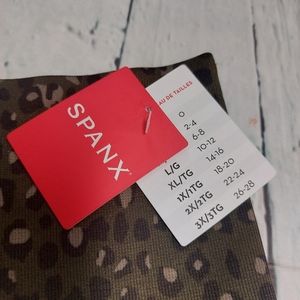 SPANX
AU DE TAILLES
0
2-4
6-8
10-12
L/G 14-16
XL/TG 18-20
1X/1TG 22-24
2X/2TG 26-28
3X/3TG